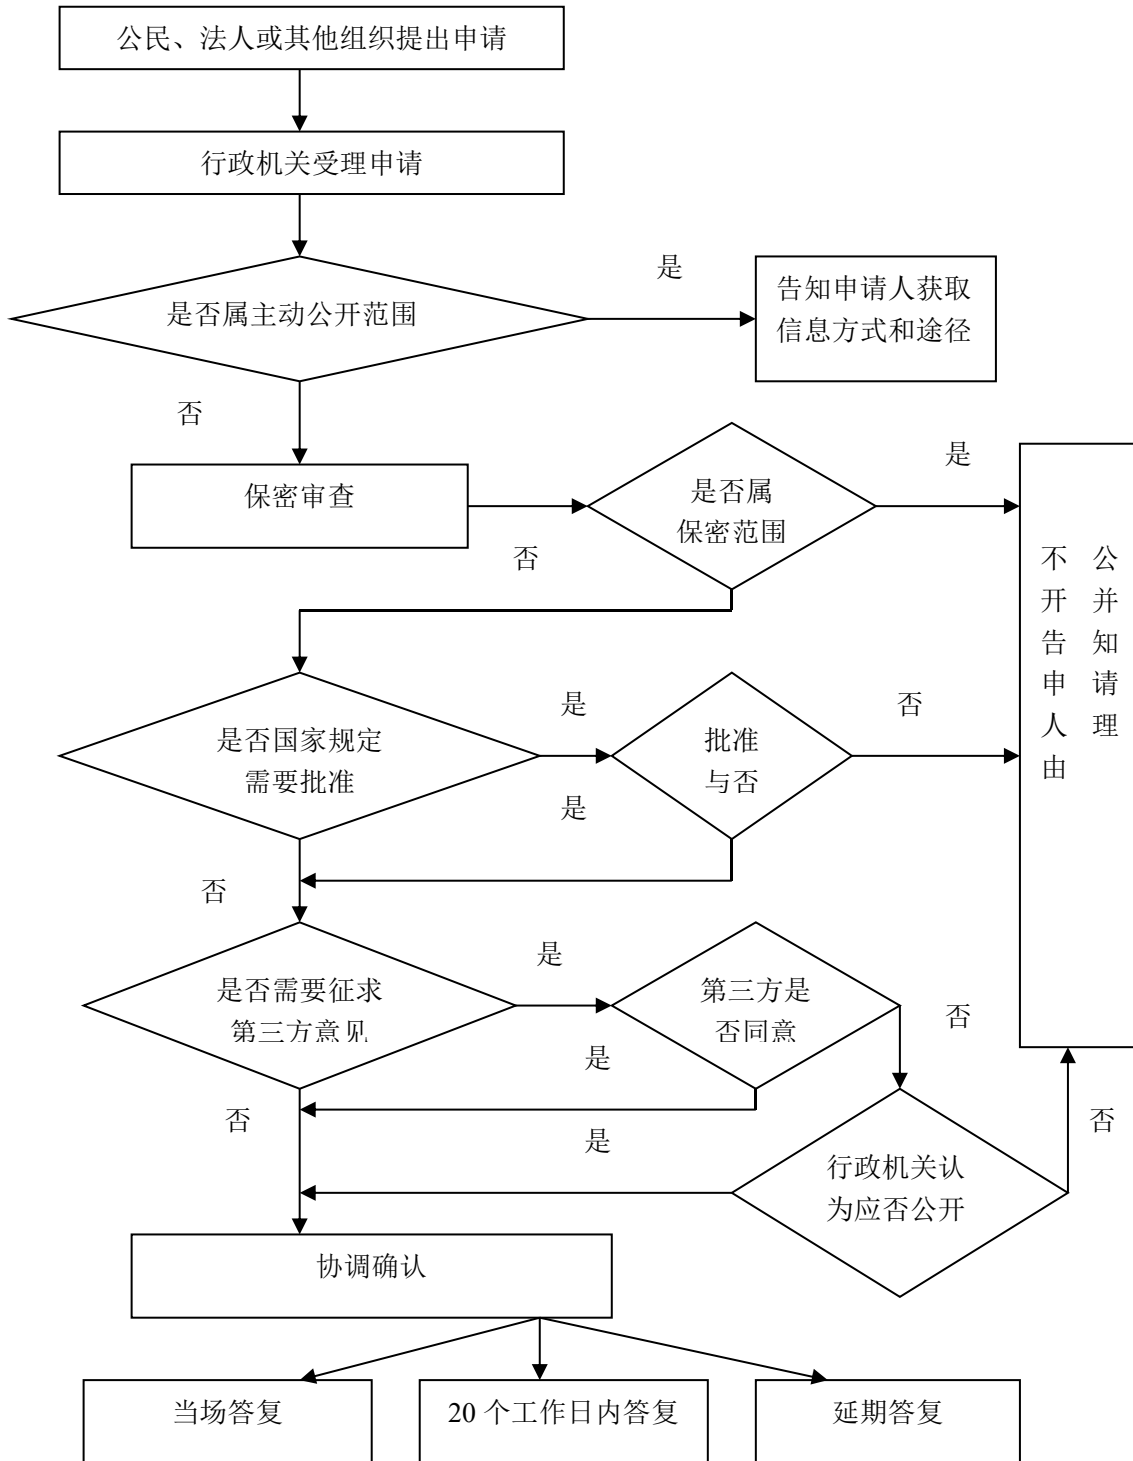 公民、法人或其他组织提出申请
行政机关受理申请
是否属主动公开范围
是
告知申请人获取
信息方式和途径
否
保密审查
否
是否属
保密范围
是
不公
开并
告知
申请
人理
由
是否国家规定
需要批准
是
是
批准
与否
否
否
是否需要征求
第三方意见
是
是
第三方是
否同意
否
否
是
行政机关认
为应否公开
否
协调确认
当场答复
20 个工作日内答复
延期答复